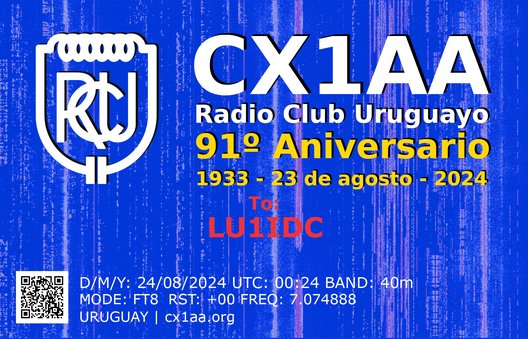 CX1AA
RCU
Radio Club Uruguayo
91º Aniversario
1933 - 23 de agosto - 2024
To:
LU1IDC
D/M/Y: 24/08/2024 UTC: 00:24 BAND: 40m
MODE: FT8 RST: +00 FREQ: 7.074888
URUGUAY | cx1aa.org